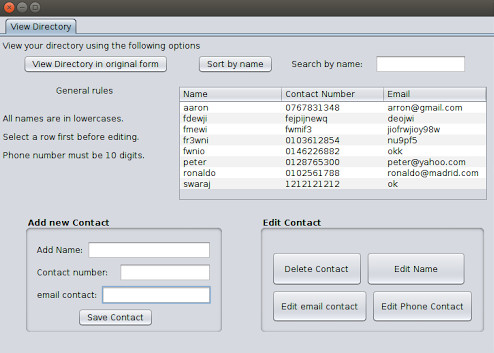 View Directory
View your directory using the following options
View Directory in original form Sort by name Search by name:
General rules
All names are in lowercases.
Select a row first before editing.
Phone number must be 10 digits.
Name Contact Number Email
aaron 0767831348 arron@gmail.com
fdewji fejpijnewq deojwi
fmewi fwmif3 jiofrwjioy98w
fr3wni 0103612854 nu9pf5
fwnio 0146226882 okk
peter 0128765300 peter@yahoo.com
ronaldo 0102561788 ronaldo@madrid.com
swaraj 1212121212 ok
Add new Contact
Add Name:
Contact number:
email contact:
Save Contact
Edit Contact
Delete Contact Edit Name
Edit email contact Edit Phone Contact